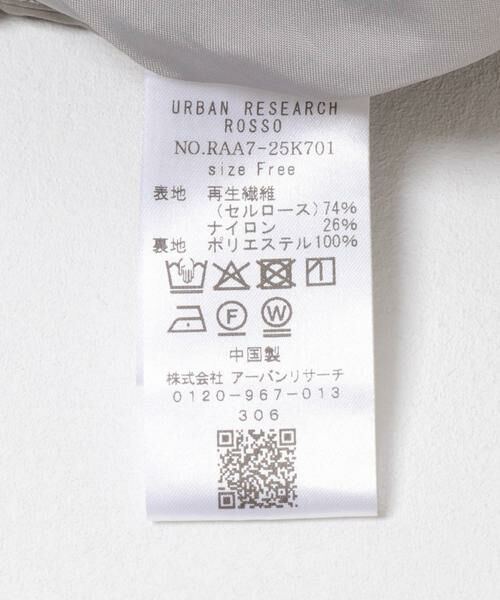 URBAN RESEARCH
ROSSO
NO.RAA7-25K701
size Free
表地 再生繊維
(セルロース)74%
ナイロン 26%
裏地 ポリエステル100%
F W
中国製
株式会社 アーバンリサーチ
0120-967-013
306